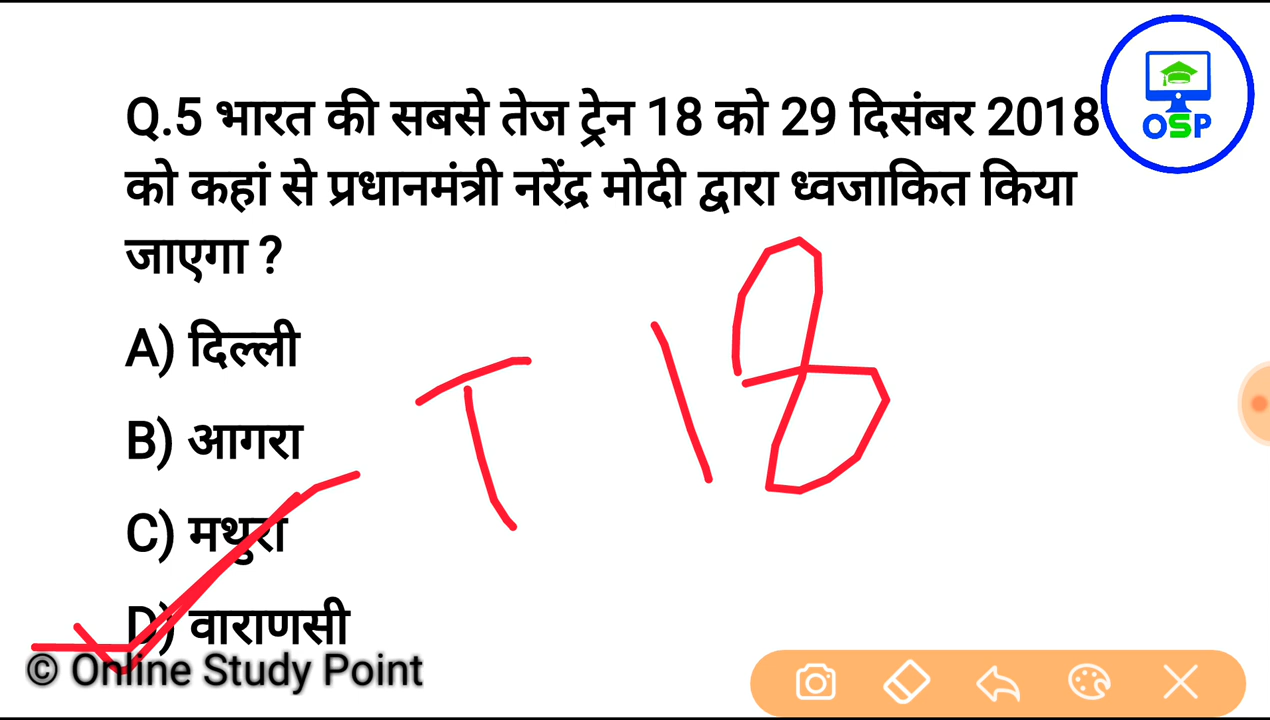 Q.5 भारत की सबसे तेज ट्रेन 18 को 29 दिसंबर 2018
को कहां से प्रधानमंत्री नरेंद्र मोदी द्वारा ध्वजाकित किया
जाएगा ?
A) दिल्ली
B) आगरा
C) मथुरा
D) वाराणसी
T 18
OSP
© Online Study Point